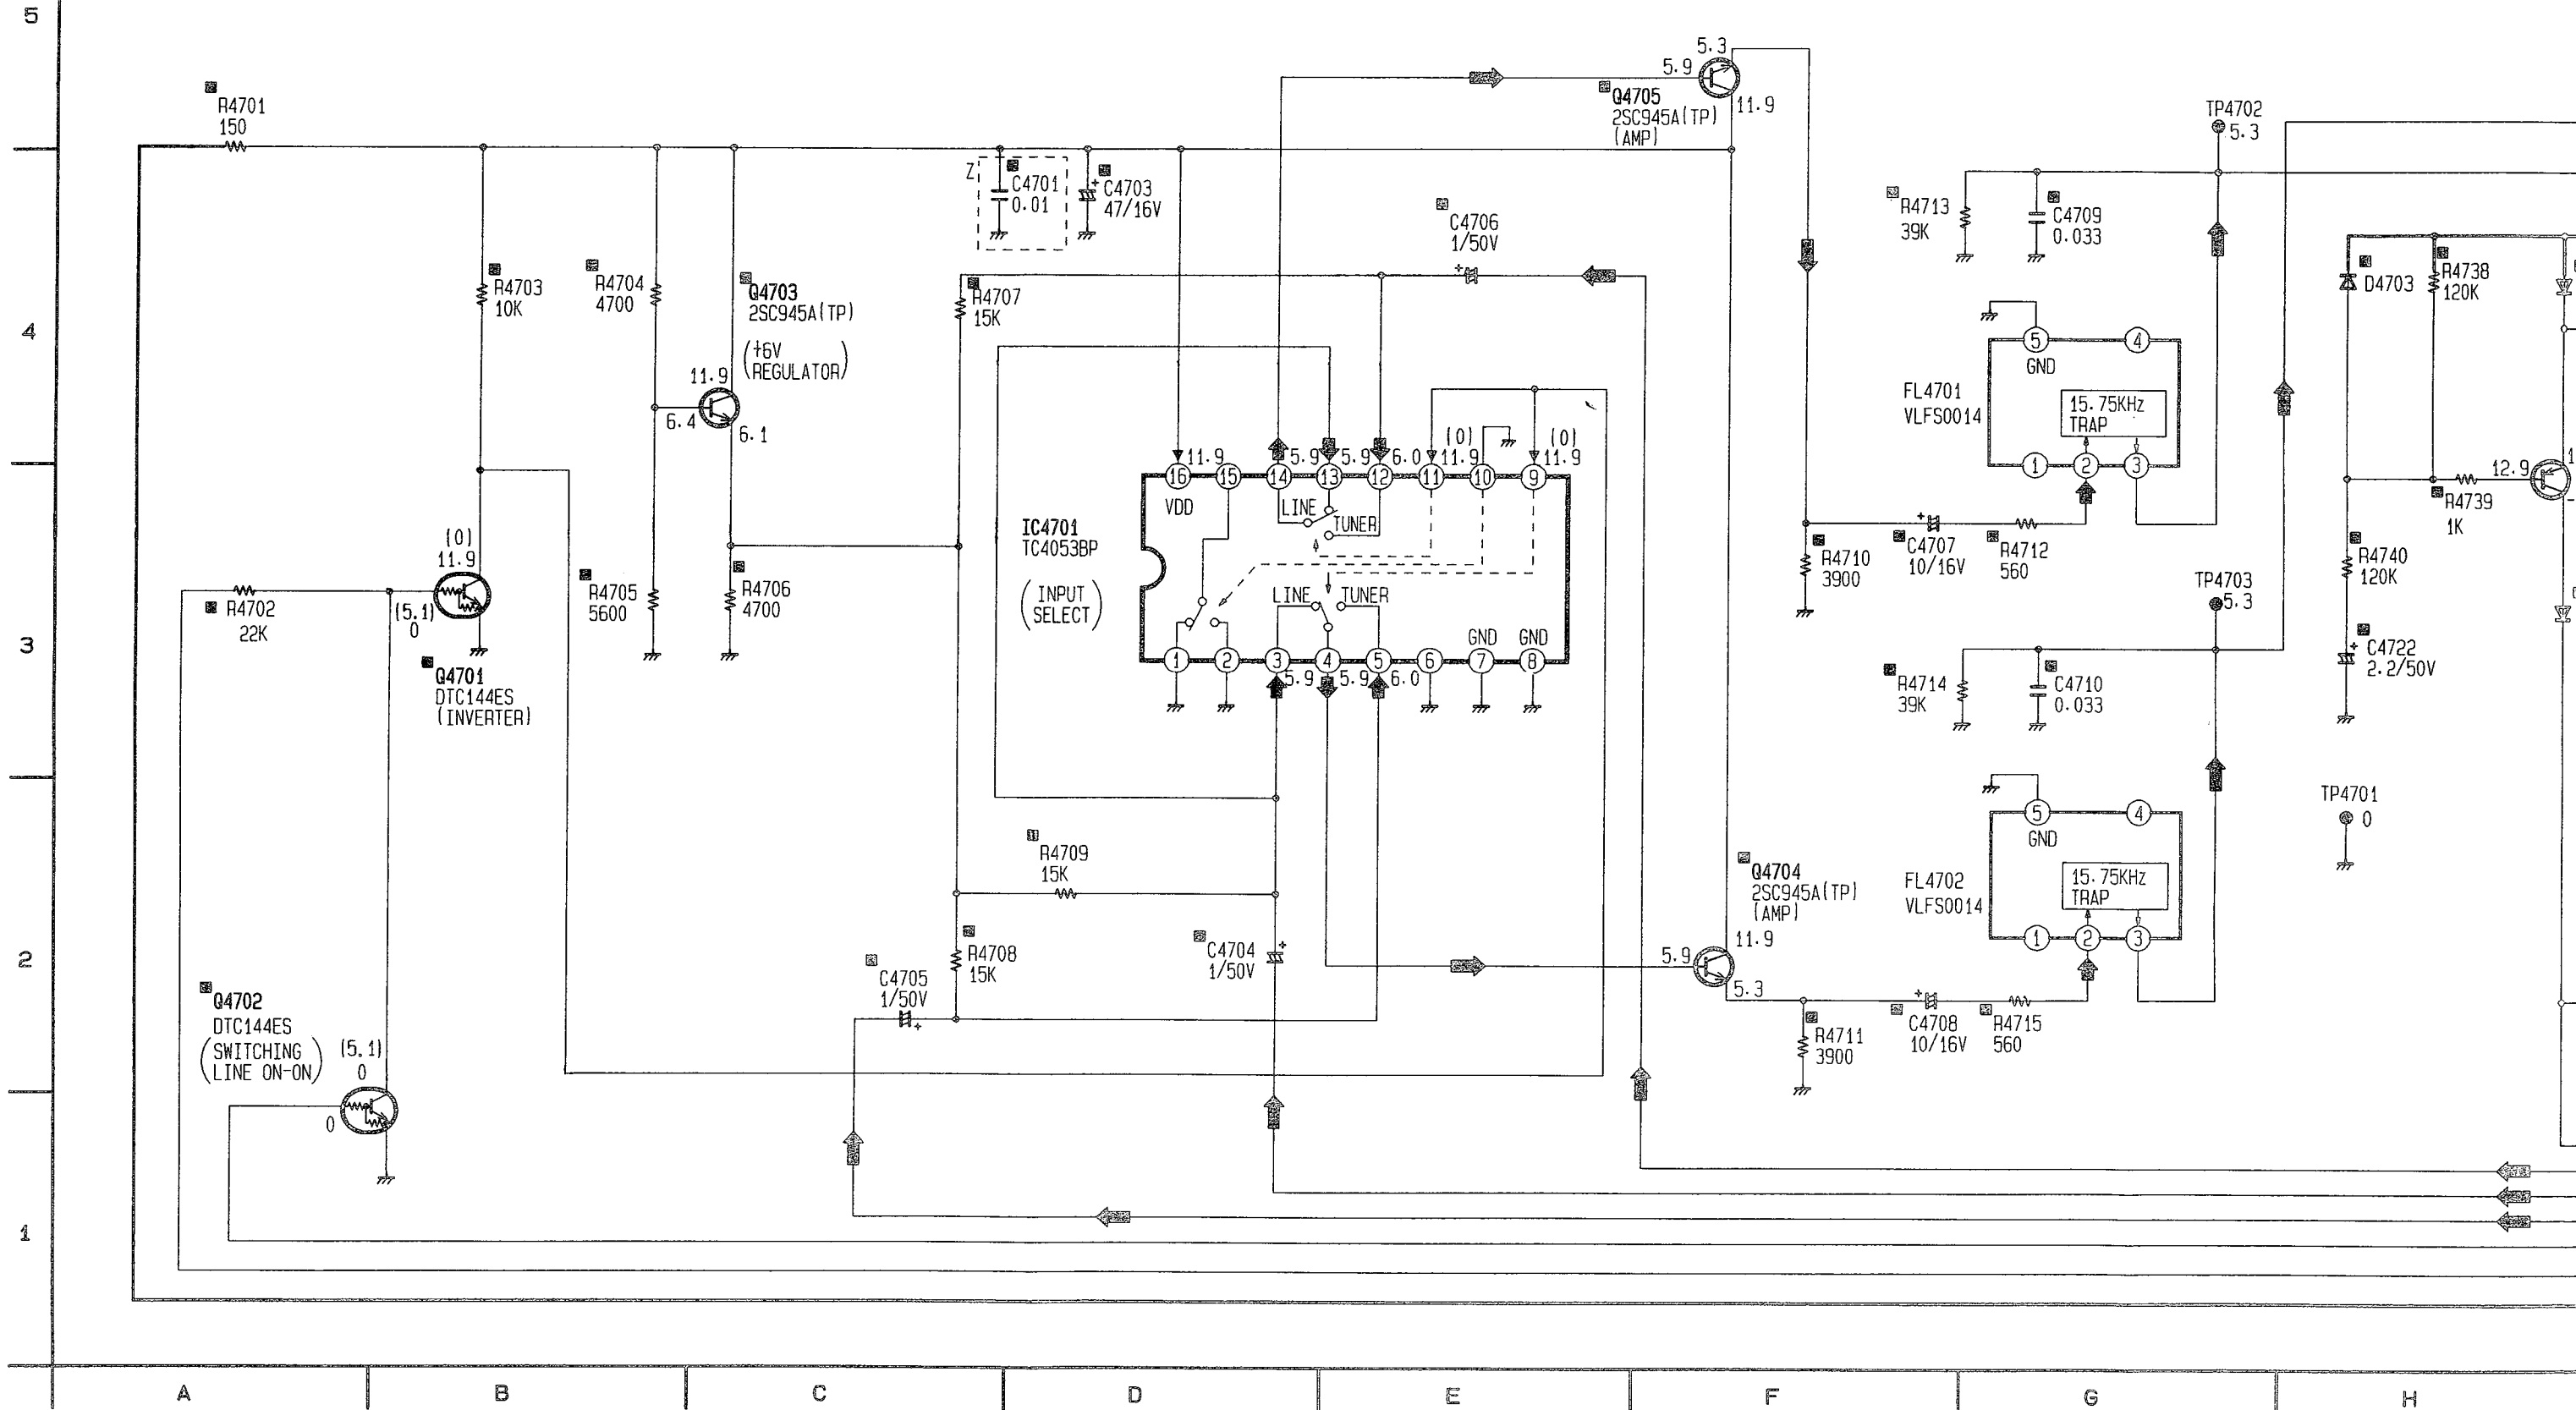 5
4
3
2
1
A
B
C
D
E
F
G
H
R4701
150
R4703
10K
R4704
4700
Q4703
2SC945A(TP)
(+6V
REGULATOR)
11.9
6.4
6.1
(0)
11.9
R4702
22K
(5.1)
0
Q4701
DTC144ES
(INVERTER)
R4705
5600
R4706
4700
Q4702
DTC144ES
(SWITCHING
LINE ON-ON)
(5.1)
0
0
Z
C4701
0.01
+
C4703
47/16V
R4707
15K
C4706
1/50V
+
5.3
5.9
11.9
Q4705
2SC945A(TP)
(AMP)
IC4701
TC4053BP
(INPUT
SELECT)
(0)
(0)
11.9
5.9
5.9
6.0
11.9
11.9
16
15
14
13
12
11
10
9
VDD
LINE
TUNER
LINE
TUNER
GND
GND
1
2
3
4
5
6
7
8
5.9
5.9
6.0
R4709
15K
R4708
15K
C4705
1/50V
+
C4704
1/50V
+
Q4704
2SC945A(TP)
(AMP)
11.9
5.9
5.3
R4710
3900
+
C4707
10/16V
R4712
560
R4711
3900
+
C4708
10/16V
R4715
560
TP4702
5.3
R4713
39K
C4709
0.033
FL4701
VLFS0014
5
4
GND
15.75KHz
TRAP
1
2
3
TP4703
5.3
R4714
39K
C4710
0.033
FL4702
VLFS0014
5
4
GND
15.75KHz
TRAP
1
2
3
D4703
R4738
120K
12.9
R4739
1K
R4740
120K
+
C4722
2.2/50V
TP4701
0